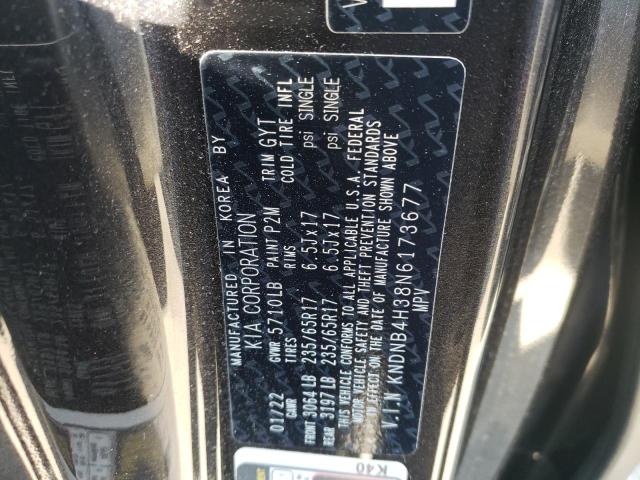 MANUFACTURED IN KOREA BY
KIA CORPORATION
01/22 GVWR 5710LB PAINT P2M TRIM GYT
GAWR TIRES RIMS COLD TIRE INFL
FRONT 3064LB 235/65R17 6.5Jx17 psi SINGLE
REAR 3197LB 235/65R17 6.5Jx17 psi SINGLE
THIS VEHICLE CONFORMS TO ALL APPLICABLE U.S.A. FEDERAL
MOTOR VEHICLE SAFETY AND THEFT PREVENTION STANDARDS
IN EFFECT ON THE DATE OF MANUFACTURE SHOWN ABOVE
V.I.N KNDNB4H38N6173677
MPV
K40